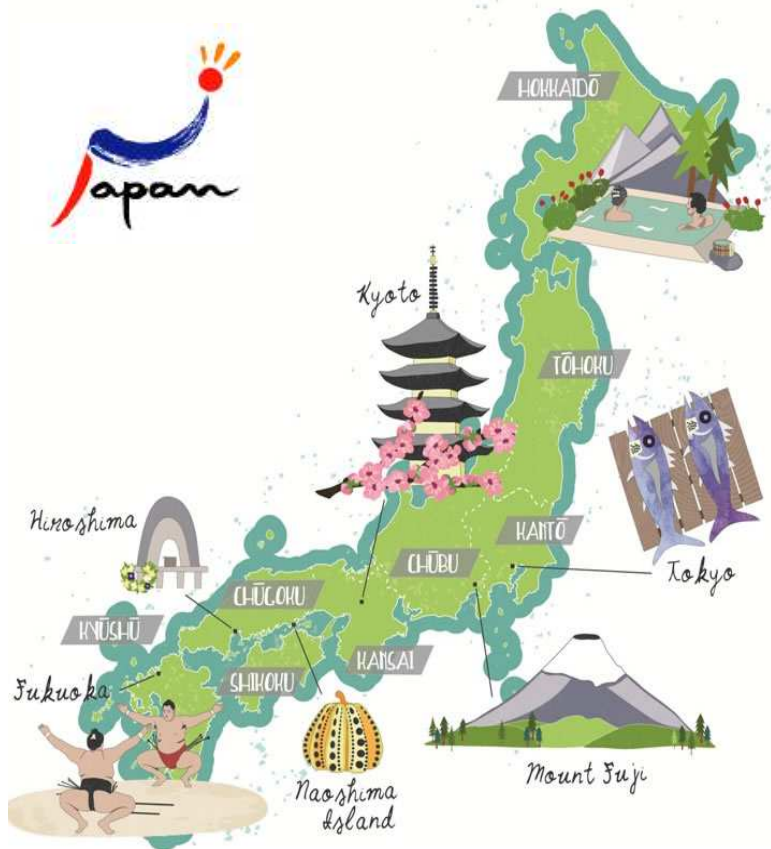 Japan
HOKKAIDŌ
Kyoto
TŌHOKU
Hiroshima
KANTŌ
Tokyo
CHŪBU
CHŪGOKU
KYŪSHŪ
KANSAI
SHIKOKU
Fukuoka
Mount Fuji
Naoshima
Island